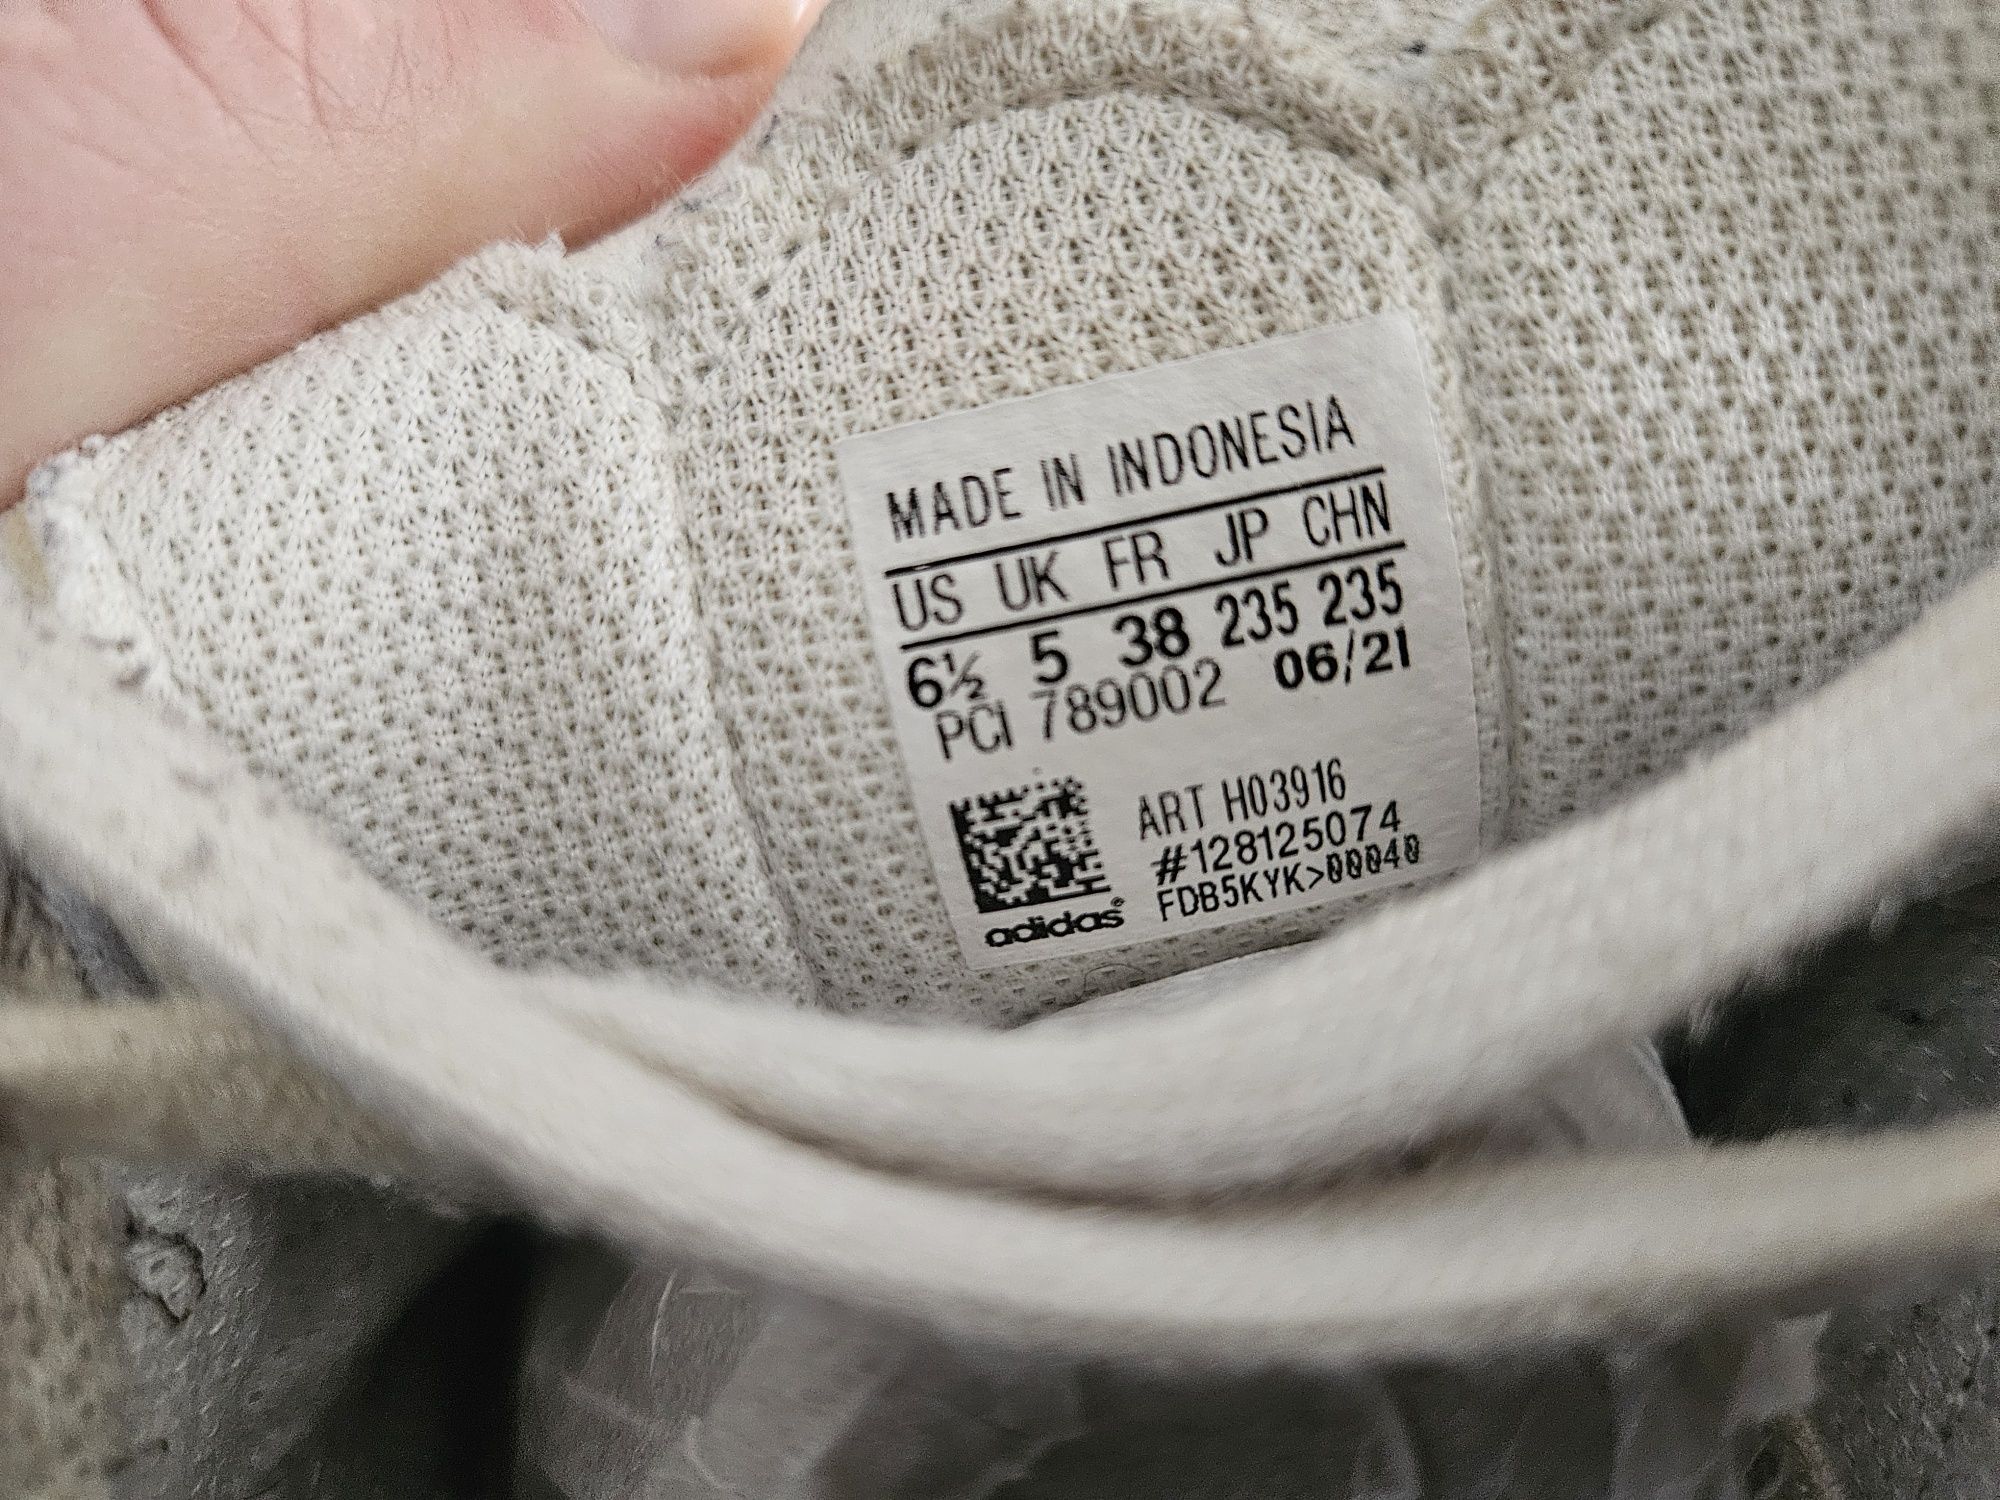 MADE IN INDONESIA
US UK FR JP CHN
6½ 5 38 235 235
PCI 789002 06/21
ART H03916
#128125074
FDB5KYK>00040
adidas®